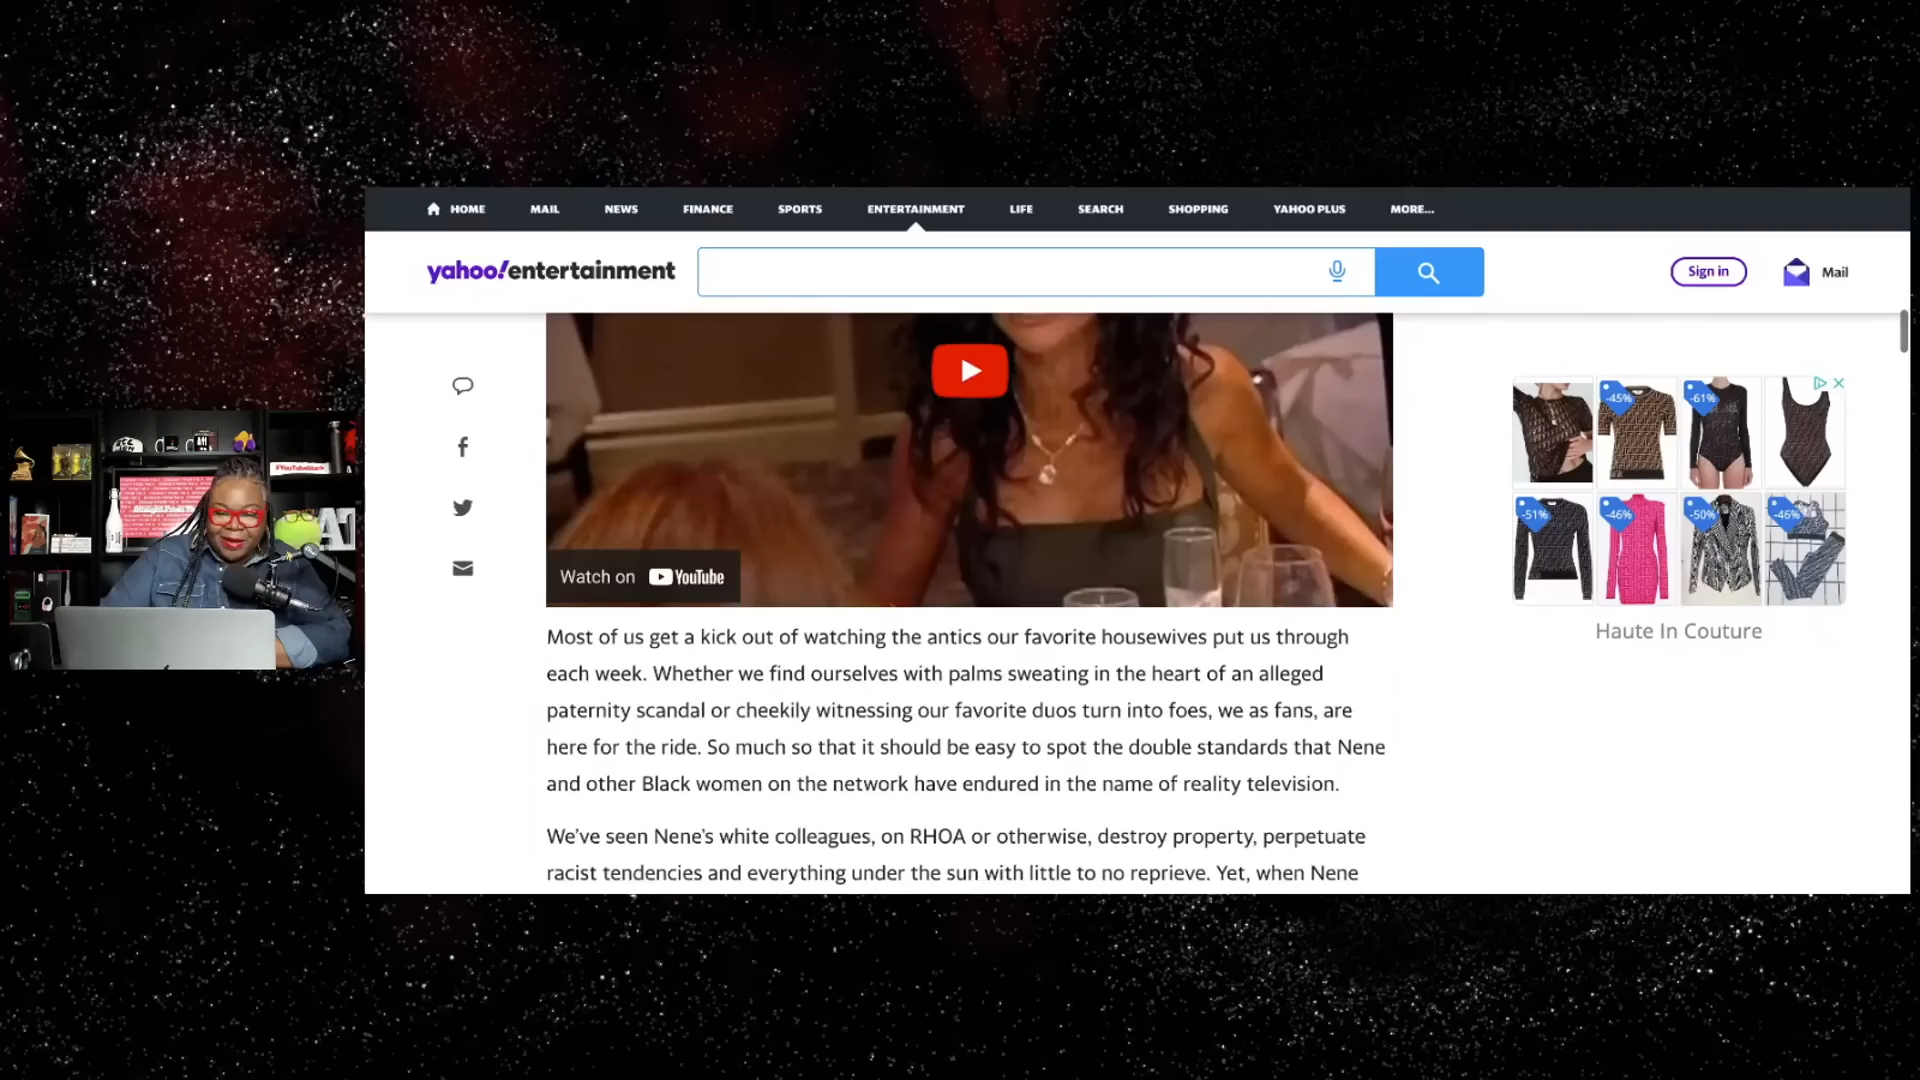 HOME MAIL NEWS FINANCE SPORTS ENTERTAINMENT LIFE SEARCH SHOPPING YAHOO PLUS MORE...
yahoo!entertainment
Sign in
Mail
Watch on YouTube
-45% -61%
-51% -46% -50% -46%
Haute In Couture
Most of us get a kick out of watching the antics our favorite housewives put us through
each week. Whether we find ourselves with palms sweating in the heart of an alleged
paternity scandal or cheekily witnessing our favorite duos turn into foes, we as fans, are
here for the ride. So much so that it should be easy to spot the double standards that Nene
and other Black women on the network have endured in the name of reality television.
We've seen Nene's white colleagues, on RHOA or otherwise, destroy property, perpetuate
racist tendencies and everything under the sun with little to no reprieve. Yet, when Nene
#YouTubeBlack